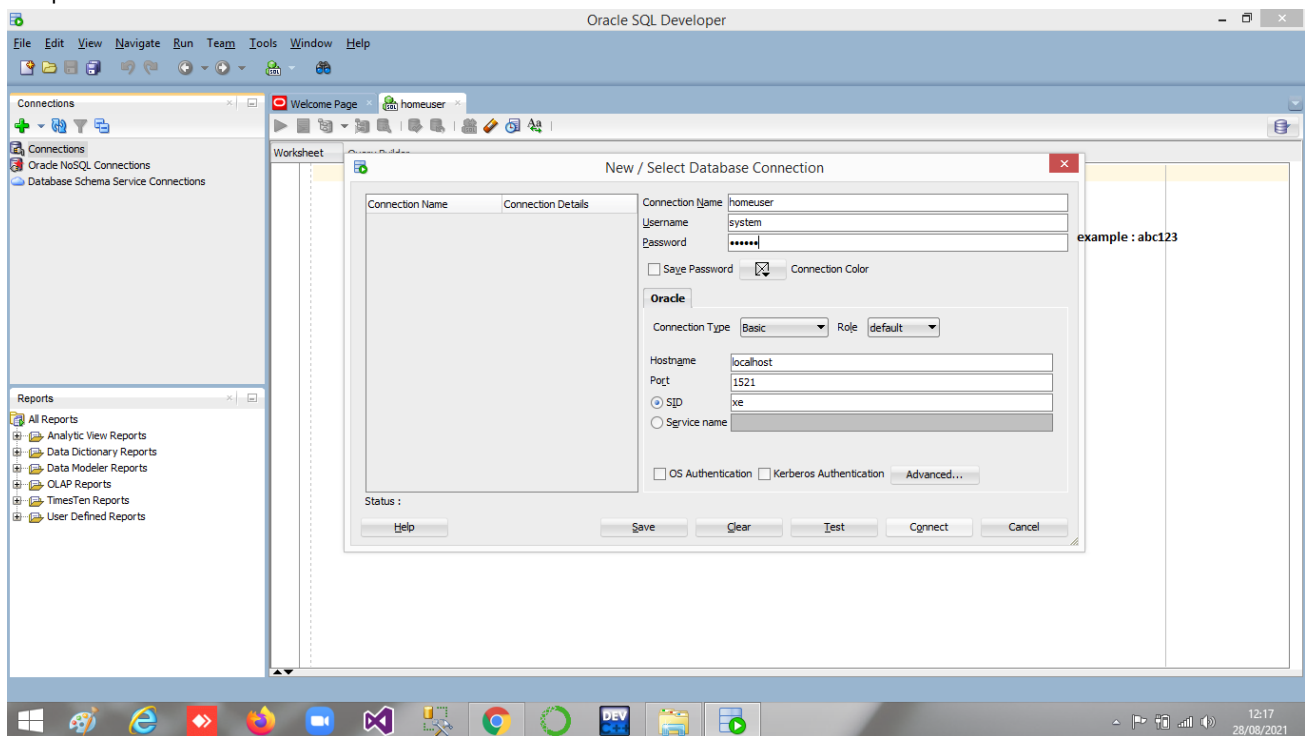 Oracle SQL Developer
File Edit View Navigate Run Team Tools Window Help
Connections
Welcome Page
homeuser
Connections
Oracle NoSQL Connections
Database Schema Service Connections
Worksheet
New / Select Database Connection
Connection Name Connection Details
Connection Name homeuser
Username system
Password ••••••
example : abc123
Save Password Connection Color
Oracle
Connection Type Basic Role default
Hostname localhost
Port 1521
SID xe
Service name
OS Authentication Kerberos Authentication Advanced...
Status :
Help Save Clear Test Connect Cancel
Reports
All Reports
Analytic View Reports
Data Dictionary Reports
Data Modeler Reports
OLAP Reports
TimesTen Reports
User Defined Reports
DEV
C++
12:17
28/08/2021